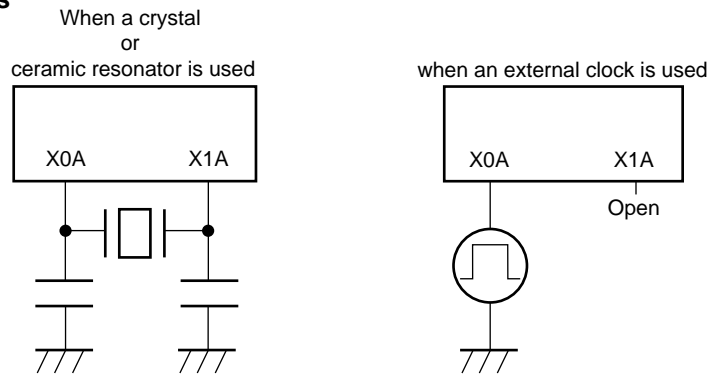 When a crystal
or
ceramic resonator is used
X0A X1A
when an external clock is used
X0A X1A
Open